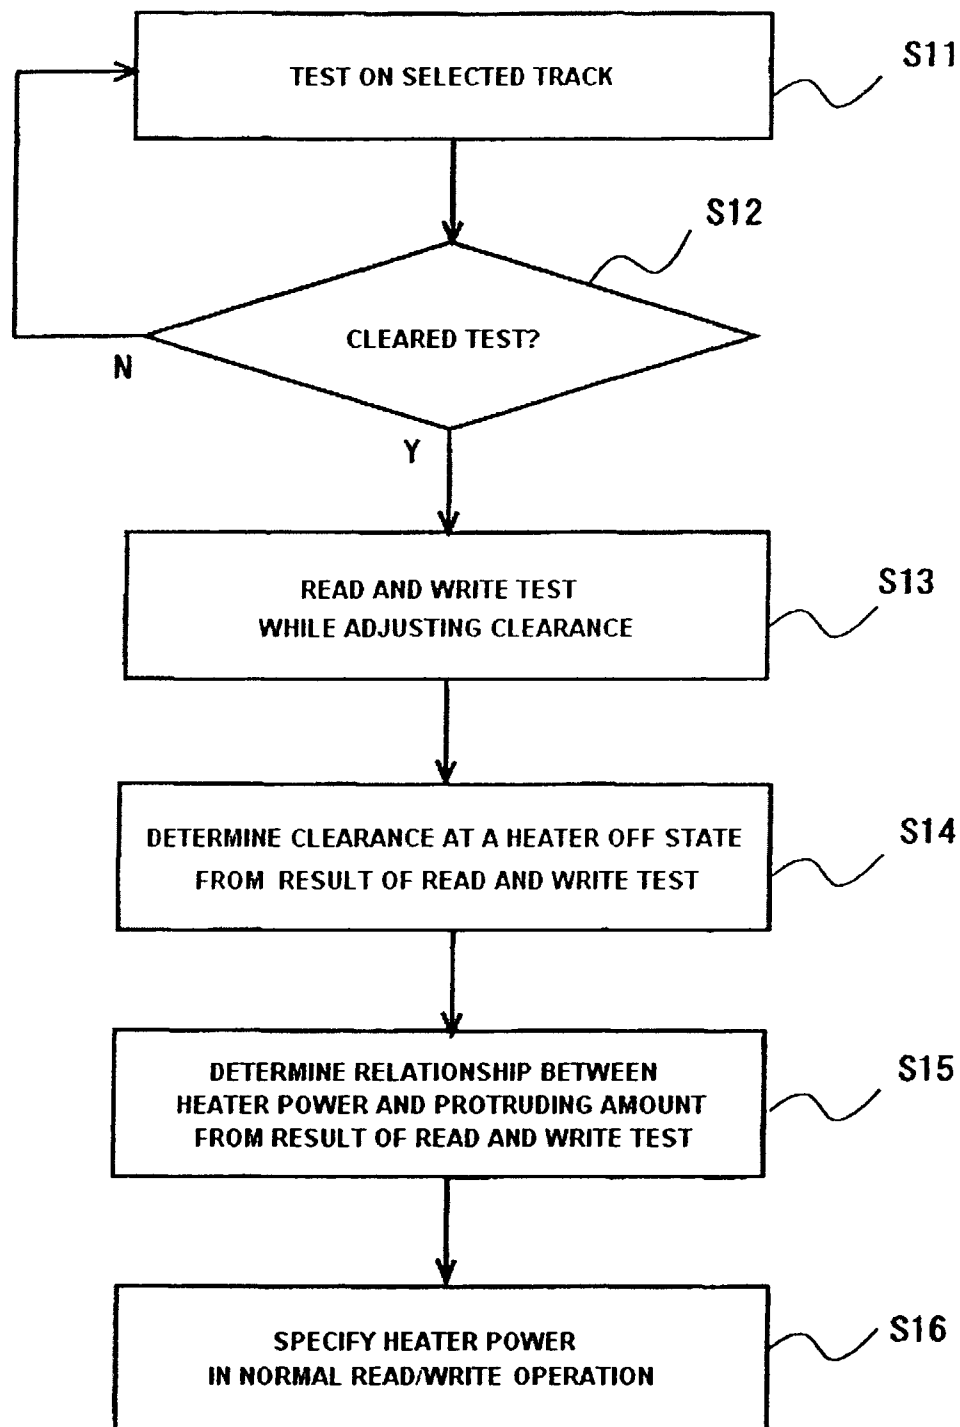 TEST ON SELECTED TRACK
S11
S12
CLEARED TEST?
N
Y
READ AND WRITE TEST
WHILE ADJUSTING CLEARANCE
S13
DETERMINE CLEARANCE AT A HEATER OFF STATE
FROM RESULT OF READ AND WRITE TEST
S14
DETERMINE RELATIONSHIP BETWEEN
HEATER POWER AND PROTRUDING AMOUNT
FROM RESULT OF READ AND WRITE TEST
S15
SPECIFY HEATER POWER
IN NORMAL READ/WRITE OPERATION
S16